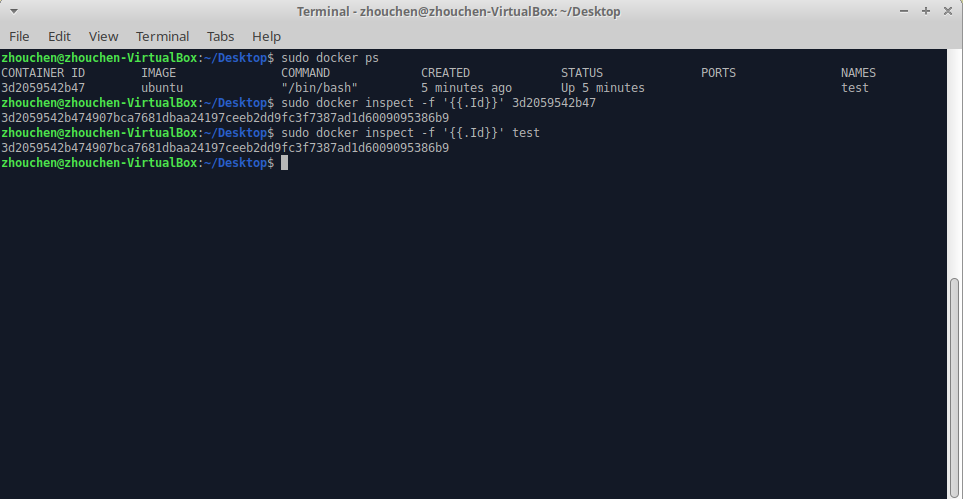 Terminal - zhouchen@zhouchen-VirtualBox: ~/Desktop
File Edit View Terminal Tabs Help
zhouchen@zhouchen-VirtualBox:~/Desktop$ sudo docker ps
CONTAINER ID IMAGE COMMAND CREATED STATUS PORTS NAMES
3d2059542b47 ubuntu "/bin/bash" 5 minutes ago Up 5 minutes test
zhouchen@zhouchen-VirtualBox:~/Desktop$ sudo docker inspect -f '{{.Id}}' 3d2059542b47
3d2059542b474907bca7681dbaa24197ceeb2dd9fc3f7387ad1d6009095386b9
zhouchen@zhouchen-VirtualBox:~/Desktop$ sudo docker inspect -f '{{.Id}}' test
3d2059542b474907bca7681dbaa24197ceeb2dd9fc3f7387ad1d6009095386b9
zhouchen@zhouchen-VirtualBox:~/Desktop$